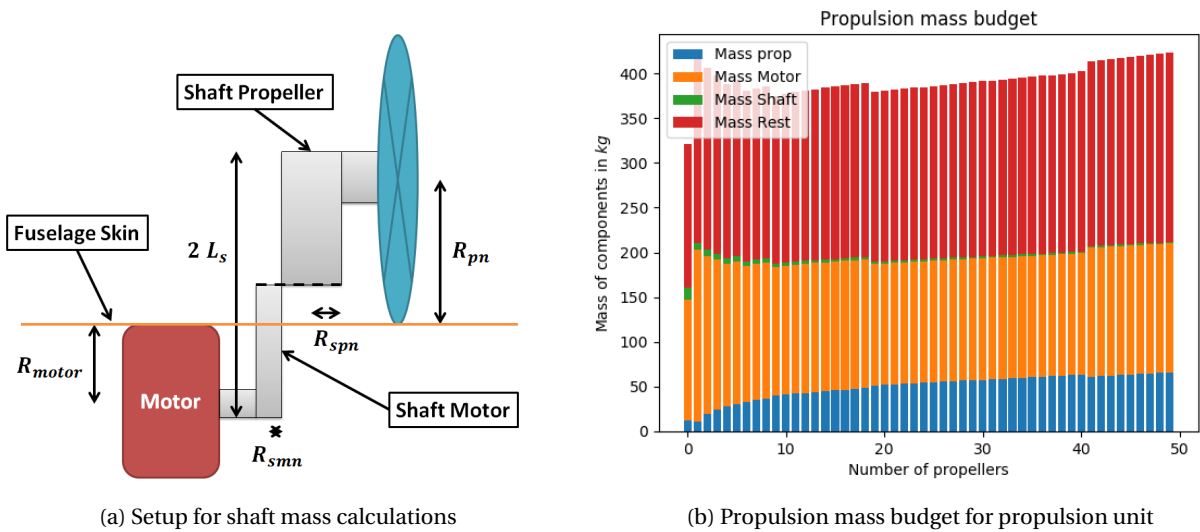 Shaft Propeller
Fuselage Skin
2 Lₛ
R_pn
R_spn
R_motor
Motor
Shaft Motor
R_smn
(a) Setup for shaft mass calculations
Propulsion mass budget
Mass prop
Mass Motor
Mass Shaft
Mass Rest
Mass of components in kg
400
350
300
250
200
150
100
50
0
0 10 20 30 40 50
Number of propellers
(b) Propulsion mass budget for propulsion unit